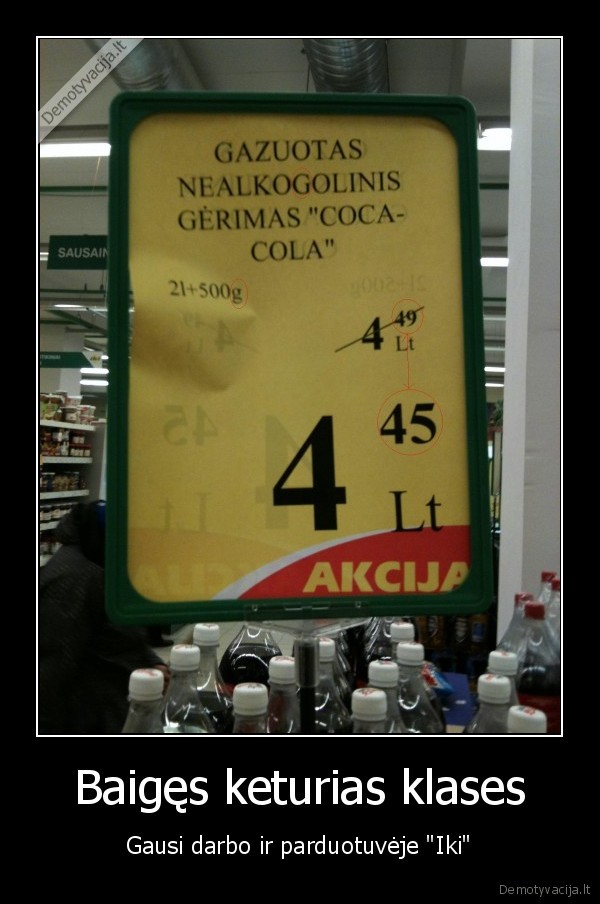 Demotyvacija.lt
GAZUOTAS
NEALKOGOLINIS
GĖRIMAS "COCA-
COLA"
SAUSAIN
2l+500g
4 49
Lt
4 45
Lt
AKCIJA
Baigęs keturias klases
Gausi darbo ir parduotuvėje "Iki"
Demotyvacija.lt